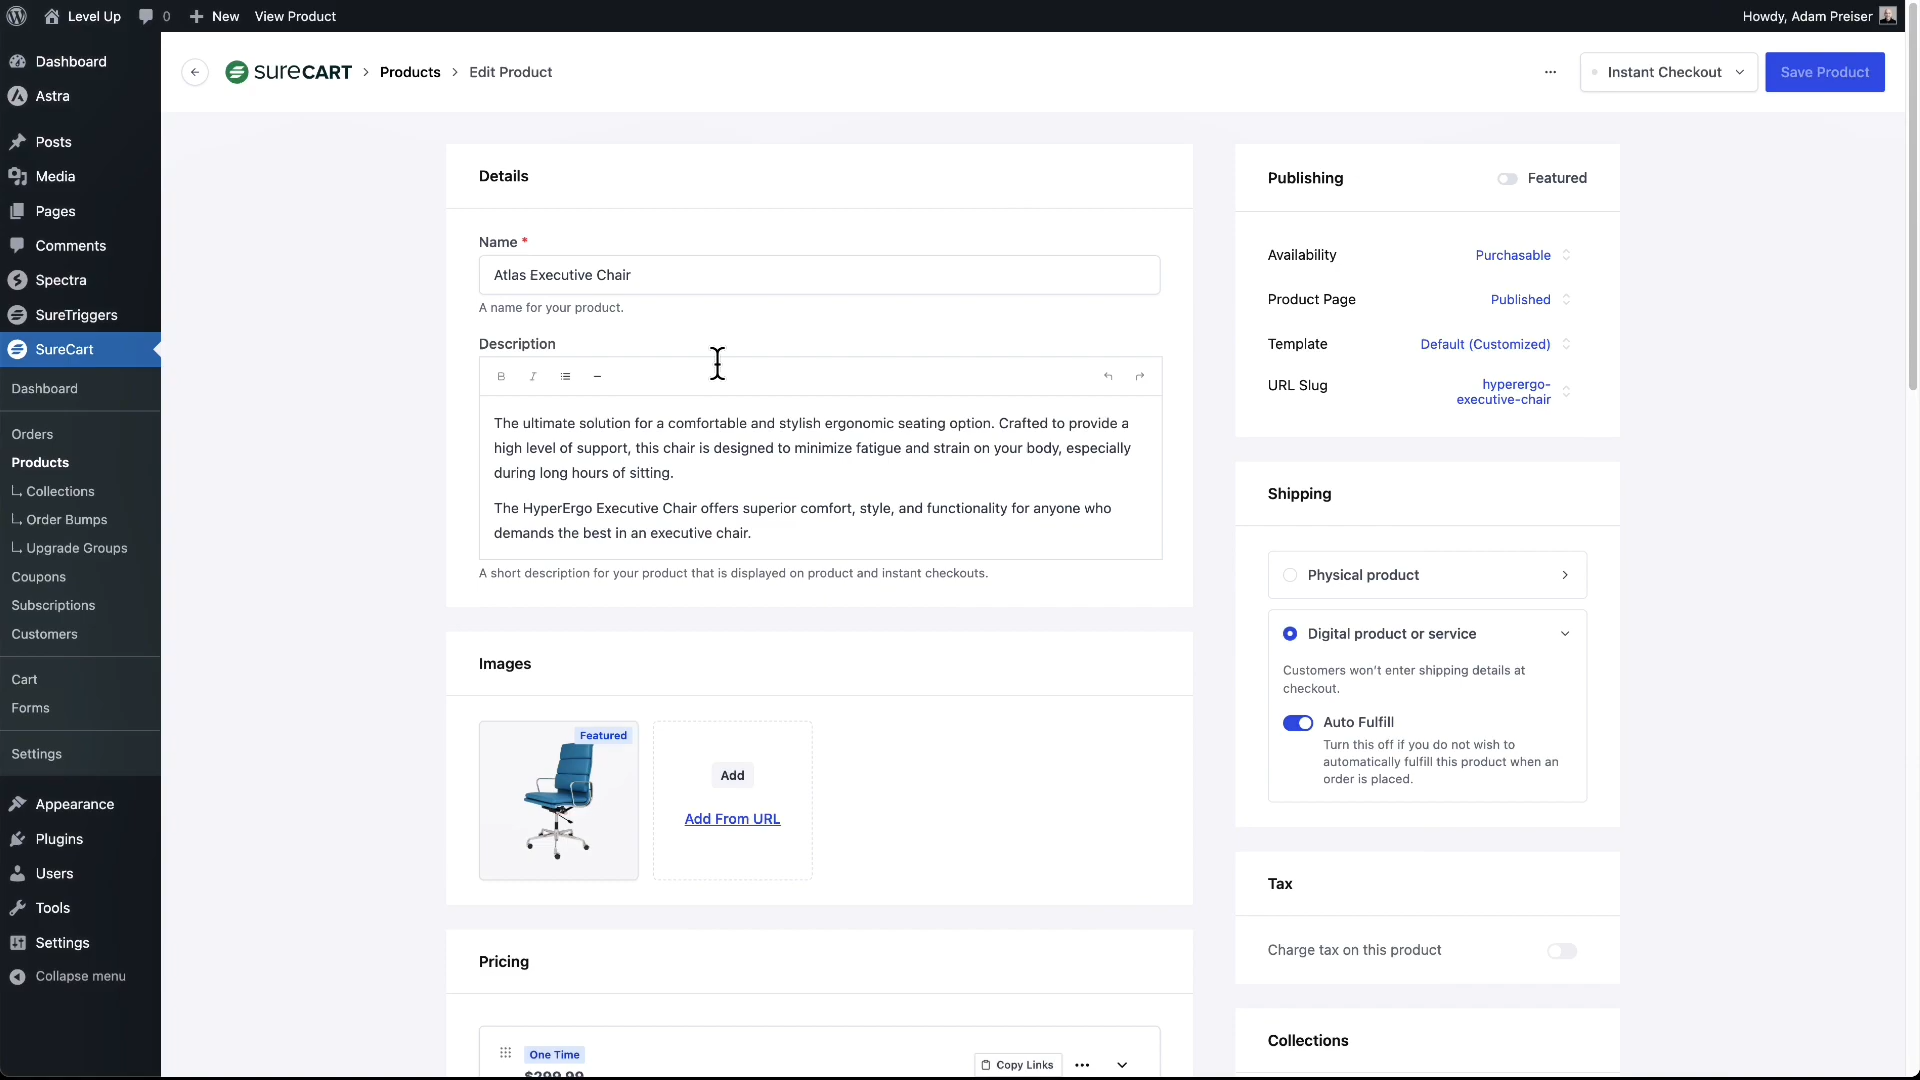 Level Up
0
New
View Product
Howdy, Adam Preiser
Dashboard
Astra
Posts
Media
Pages
Comments
Spectra
SureTriggers
SureCart
Dashboard
Orders
Products
Collections
Order Bumps
Upgrade Groups
Coupons
Subscriptions
Customers
Cart
Forms
Settings
Appearance
Plugins
Users
Tools
Settings
Collapse menu
SURECART
Products
Edit Product
Instant Checkout
Save Product
Details
Name *
Atlas Executive Chair
A name for your product.
Description
B
I
The ultimate solution for a comfortable and stylish ergonomic seating option. Crafted to provide a
high level of support, this chair is designed to minimize fatigue and strain on your body, especially
during long hours of sitting.
The HyperErgo Executive Chair offers superior comfort, style, and functionality for anyone who
demands the best in an executive chair.
A short description for your product that is displayed on product and instant checkouts.
Images
Featured
Add
Add From URL
Pricing
One Time
$299.99
Copy Links
Publishing
Featured
Availability
Purchasable
Product Page
Published
Template
Default (Customized)
URL Slug
hyperergo-
executive-chair
Shipping
Physical product
Digital product or service
Customers won't enter shipping details at
checkout.
Auto Fulfill
Turn this off if you do not wish to
automatically fulfill this product when an
order is placed.
Tax
Charge tax on this product
Collections